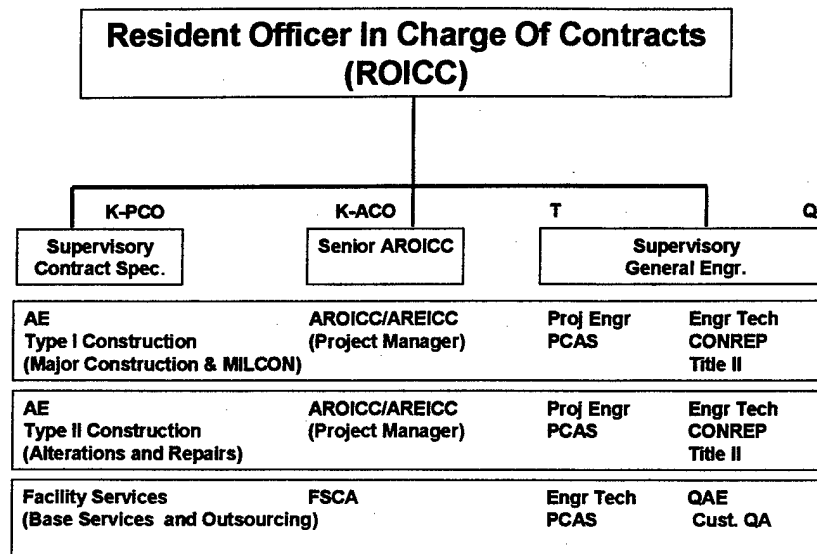 Resident Officer In Charge Of Contracts
(ROICC)
K-PCO K-ACO T Q
Supervisory Senior AROICC Supervisory
Contract Spec. General Engr.
AE AROICC/AREICC Proj Engr Engr Tech
Type I Construction (Project Manager) PCAS CONREP
(Major Construction & MILCON) Title II
AE AROICC/AREICC Proj Engr Engr Tech
Type II Construction (Project Manager) PCAS CONREP
(Alterations and Repairs) Title II
Facility Services FSCA Engr Tech QAE
(Base Services and Outsourcing) PCAS Cust. QA